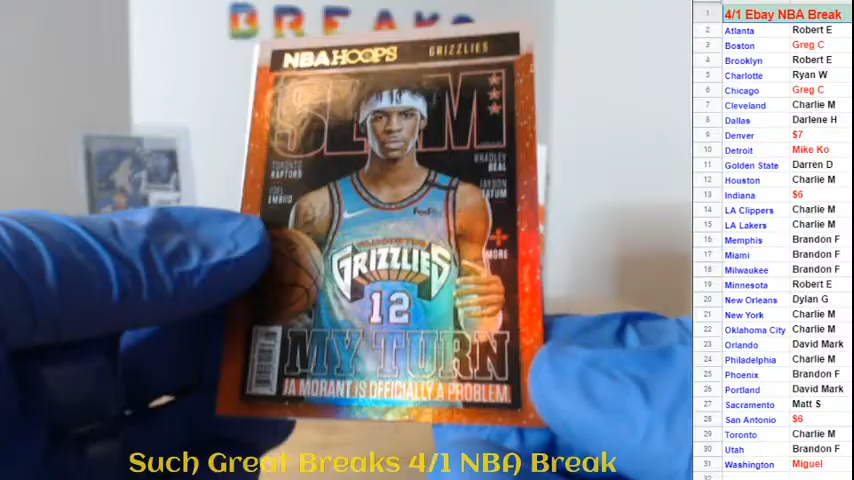 BREAKS
NBA HOOPS
GRIZZLIES
SLAM
TORONTO
RAPTORS
JOEL
EMBIID
BRADLEY
BEAL
JAYSON
TATUM
+
MORE
FedEx
GRIZZLIES
12
MY TURN
JA MORANT IS OFFICIALLY A PROBLEM.
Such Great Breaks 4/1 NBA Break
1 4/1 Ebay NBA Break
2 Atlanta Robert E
3 Boston Greg C
4 Brooklyn Robert E
5 Charlotte Ryan W
6 Chicago Greg C
7 Cleveland Charlie M
8 Dallas Darlene H
9 Denver $7
10 Detroit Mike Ko
11 Golden State Darren D
12 Houston Charlie M
13 Indiana $6
14 LA Clippers Charlie M
15 LA Lakers Charlie M
16 Memphis Brandon F
17 Miami Brandon F
18 Milwaukee Brandon F
19 Minnesota Robert E
20 New Orleans Dylan G
21 New York Charlie M
22 Oklahoma City Charlie M
23 Orlando David Mark
24 Philadelphia Charlie M
25 Phoenix Brandon F
26 Portland David Mark
27 Sacramento Matt S
28 San Antonio $6
29 Toronto Charlie M
30 Utah Brandon F
31 Washington Miguel